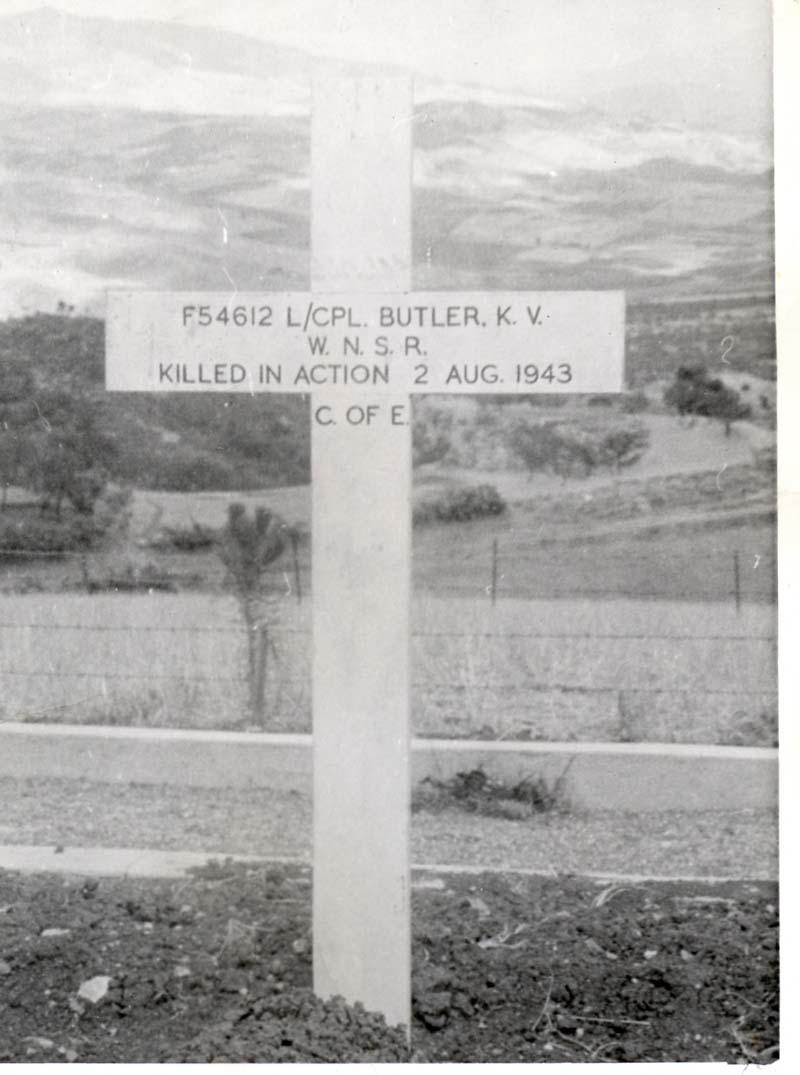 F54612 L/CPL. BUTLER, K. V.
W. N. S. R.
KILLED IN ACTION 2 AUG. 1943
C. OF E.